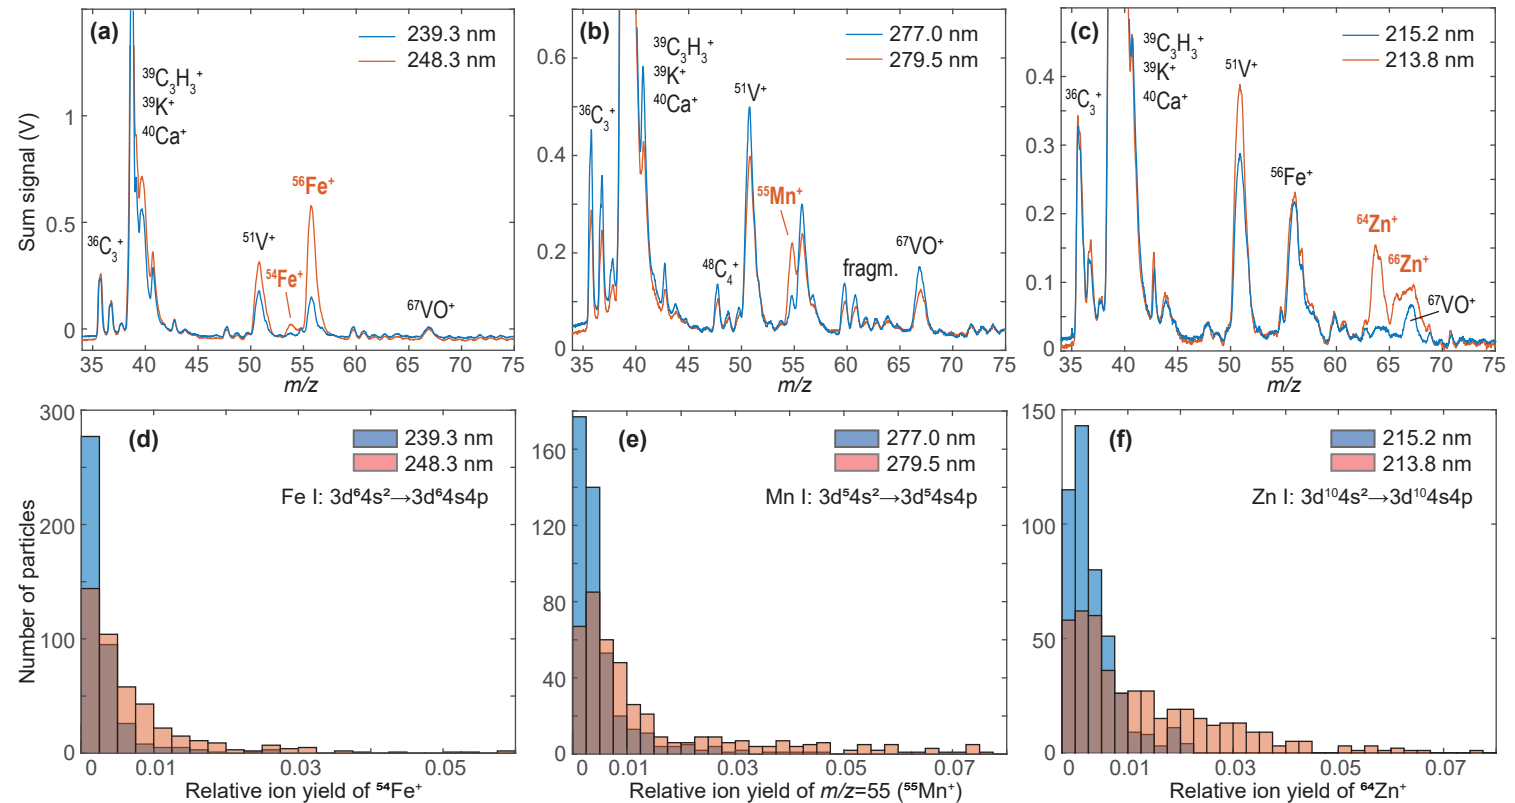 (a)
239.3 nm
248.3 nm
³⁹C₃H₃⁺
³⁹K⁺
⁴⁰Ca⁺
³⁶C₃⁺
⁵¹V⁺
⁵⁴Fe⁺
⁵⁶Fe⁺
⁶⁷VO⁺
Sum signal (V)
1
0.5
0
35 40 45 50 55 60 65 70 75
m/z
(b)
277.0 nm
279.5 nm
³⁹C₃H₃⁺
³⁹K⁺
⁴⁰Ca⁺
³⁶C₃⁺
⁵¹V⁺
⁵⁵Mn⁺
⁴⁸C₄⁺
fragm.
⁶⁷VO⁺
0.6
0.4
0.2
0
35 40 45 50 55 60 65 70 75
m/z
(c)
215.2 nm
213.8 nm
³⁹C₃H₃⁺
³⁹K⁺
⁴⁰Ca⁺
³⁶C₃⁺
⁵¹V⁺
⁵⁶Fe⁺
⁶⁴Zn⁺
⁶⁶Zn⁺
⁶⁷VO⁺
0.4
0.3
0.2
0.1
0
35 40 45 50 55 60 65 70 75
m/z
(d)
239.3 nm
248.3 nm
Fe I: 3d⁶4s²→3d⁶4s4p
Number of particles
300
200
100
0
0 0.01 0.03 0.05
Relative ion yield of ⁵⁴Fe⁺
(e)
277.0 nm
279.5 nm
Mn I: 3d⁵4s²→3d⁵4s4p
160
120
80
40
0
0 0.01 0.03 0.05 0.07
Relative ion yield of m/z=55 (⁵⁵Mn⁺)
(f)
215.2 nm
213.8 nm
Zn I: 3d¹⁰4s²→3d¹⁰4s4p
150
100
50
0
0 0.01 0.03 0.05 0.07
Relative ion yield of ⁶⁴Zn⁺